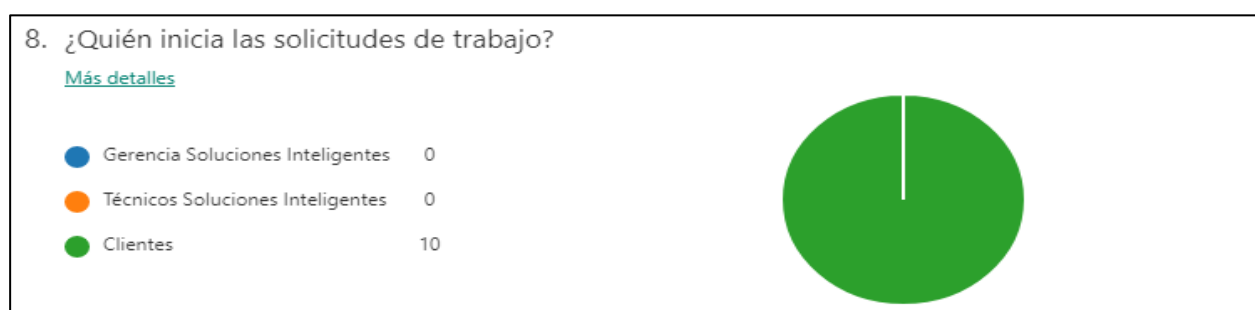 8. ¿Quién inicia las solicitudes de trabajo?
Más detalles
Gerencia Soluciones Inteligentes 0
Técnicos Soluciones Inteligentes 0
Clientes 10